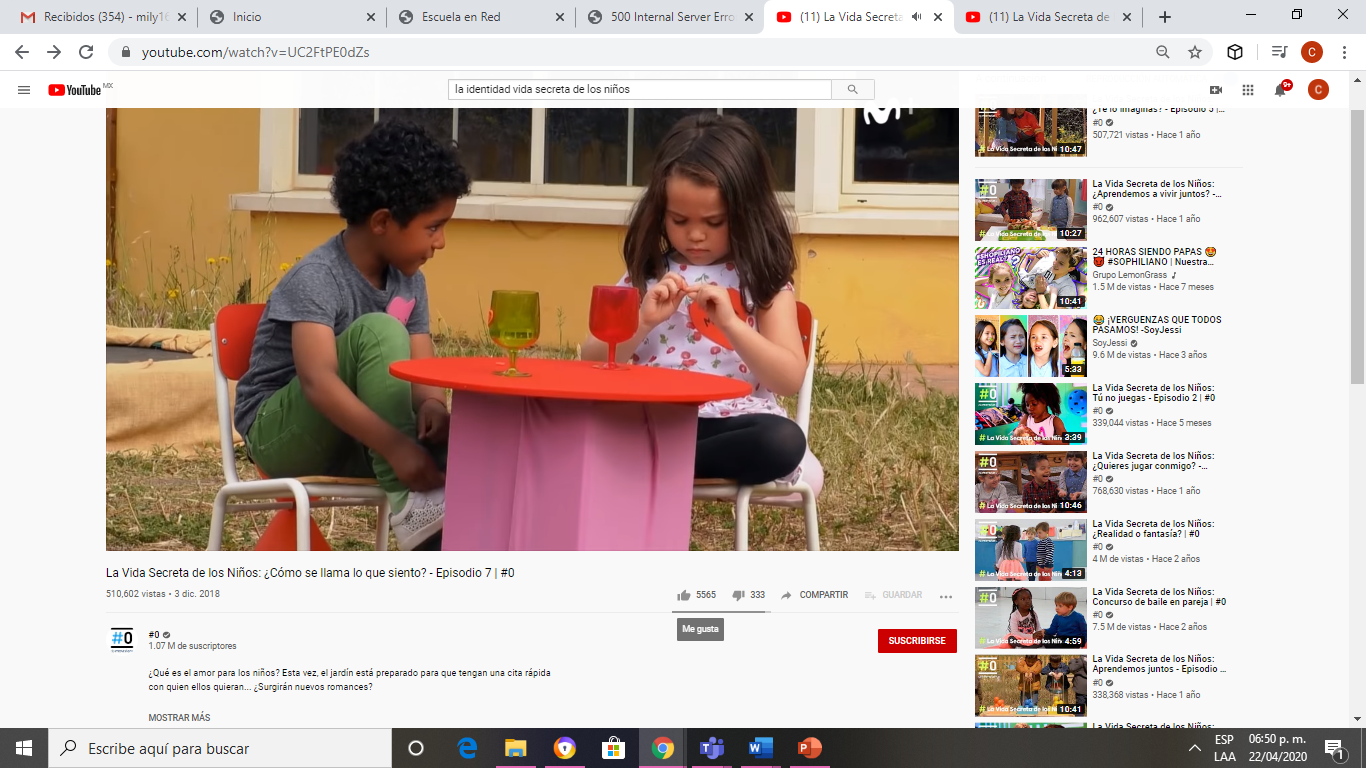 Recibidos (354) - mily16
Inicio
Escuela en Red
500 Internal Server Erro
(11) La Vida Secreta
(11) La Vida Secreta de
youtube.com/watch?v=UC2FtPE0dZs
C
YouTube MX
la identidad vida secreta de los niños
9+
C
¿Te lo imaginas? - Episodio 5 |...
#0
507,721 vistas • Hace 1 año
10:47
La Vida Secreta de los Niños:
¿Aprendemos a vivir juntos? -...
#0
962,607 vistas • Hace 1 año
10:27
24 HORAS SIENDO PAPAS
#SOPHILIANO | Nuestra...
Grupo LemonGrass
1.5 M de vistas • Hace 7 meses
10:41
¡VERGUENZAS QUE TODOS
PASAMOS! -SoyJessi
SoyJessi
9.6 M de vistas • Hace 3 años
5:33
La Vida Secreta de los Niños:
Tú no juegas - Episodio 2 | #0
#0
339,044 vistas • Hace 5 meses
3:39
La Vida Secreta de los Niños:
¿Quieres jugar conmigo? -...
#0
768,630 vistas • Hace 1 año
10:46
La Vida Secreta de los Niños:
¿Realidad o fantasía? | #0
#0
4 M de vistas • Hace 2 años
4:13
La Vida Secreta de los Niños:
Concurso de baile en pareja | #0
#0
7.5 M de vistas • Hace 2 años
4:59
La Vida Secreta de los Niños:
Aprendemos juntos - Episodio ...
#0
338,368 vistas • Hace 1 año
10:41
La Vida Secreta de los Niños: ¿Cómo se llama lo que siento? - Episodio 7 | #0
510,602 vistas • 3 dic. 2018
5565 333 COMPARTIR GUARDAR
Me gusta
#0
#0
1.07 M de suscriptores
SUSCRIBIRSE
¿Qué es el amor para los niños? Esta vez, el jardín está preparado para que tengan una cita rápida
con quien ellos quieran... ¿Surgirán nuevos romances?
MOSTRAR MÁS
Escribe aquí para buscar
ESP
LAA
06:50 p. m.
22/04/2020
1